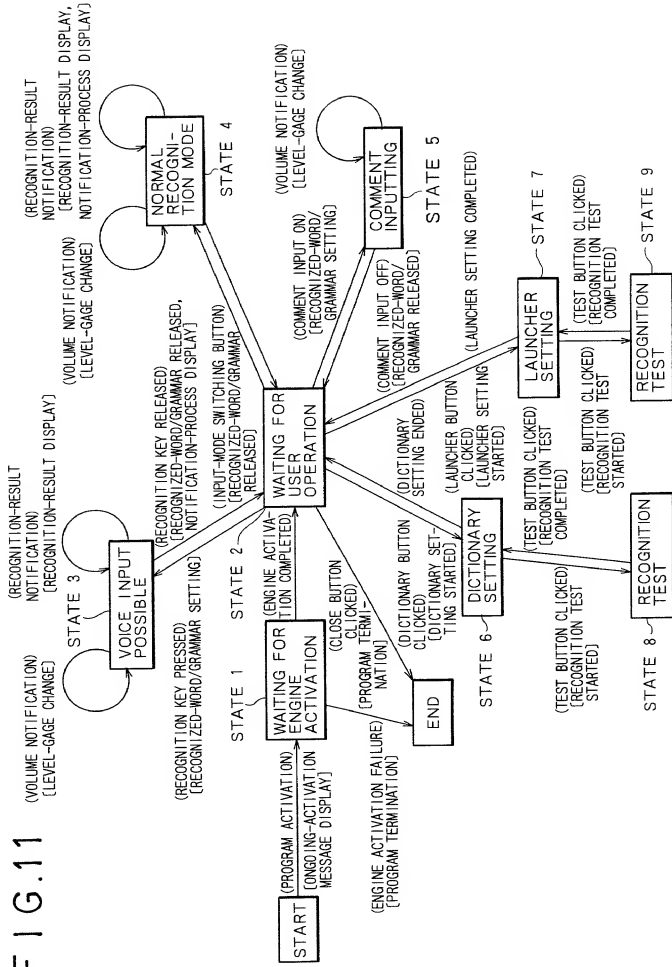 FIG.11
(VOLUME NOTIFICATION)
[LEVEL-GAGE CHANGE]
(RECOGNITION-RESULT
NOTIFICATION)
[RECOGNITION-RESULT DISPLAY]
STATE 3
VOICE INPUT
POSSIBLE
(RECOGNITION KEY PRESSED)
[RECOGNIZED-WORD/GRAMMAR SETTING]
(RECOGNITION KEY RELEASED)
[RECOGNIZED-WORD/GRAMMAR RELEASED,
NOTIFICATION-PROCESS DISPLAY]
(VOLUME NOTIFICATION)
[LEVEL-GAGE CHANGE]
(RECOGNITION-RESULT
NOTIFICATION)
[RECOGNITION-RESULT DISPLAY,
NOTIFICATION-PROCESS DISPLAY]
NORMAL
RECOGNI-
TION MODE
STATE 4
(INPUT-MODE SWITCHING BUTTON)
[RECOGNIZED-WORD/GRAMMAR
RELEASED]
START
(PROGRAM ACTIVATION)
[ONGOING-ACTIVATION
MESSAGE DISPLAY]
STATE 1
WAITING FOR
ENGINE
ACTIVATION
(ENGINE ACTIVA-
TION COMPLETED)
STATE 2
WAITING FOR
USER
OPERATION
(COMMENT INPUT ON)
[RECOGNIZED-WORD/
GRAMMAR SETTING]
(VOLUME NOTIFICATION)
[LEVEL-GAGE CHANGE]
COMMENT
INPUTTING
STATE 5
(COMMENT INPUT OFF)
[RECOGNIZED-WORD/
GRAMMAR RELEASED]
(ENGINE ACTIVATION FAILURE)
[PROGRAM TERMINATION]
END
(CLOSE BUTTON
CLICKED)
[PROGRAM TERMI-
NATION]
(DICTIONARY BUTTON
CLICKED)
[DICTIONARY SET-
TING STARTED]
(DICTIONARY
SETTING ENDED)
(LAUNCHER BUTTON
CLICKED)
[LAUNCHER SETTING
STARTED]
(LAUNCHER SETTING COMPLETED)
STATE 6
DICTIONARY
SETTING
LAUNCHER
SETTING
STATE 7
(TEST BUTTON CLICKED)
[RECOGNITION TEST
STARTED]
(TEST BUTTON CLICKED)
[RECOGNITION TEST
COMPLETED]
(TEST BUTTON CLICKED)
[RECOGNITION TEST
STARTED]
(TEST BUTTON CLICKED)
[RECOGNITION TEST
COMPLETED]
STATE 8
RECOGNITION
TEST
RECOGNITION
TEST
STATE 9